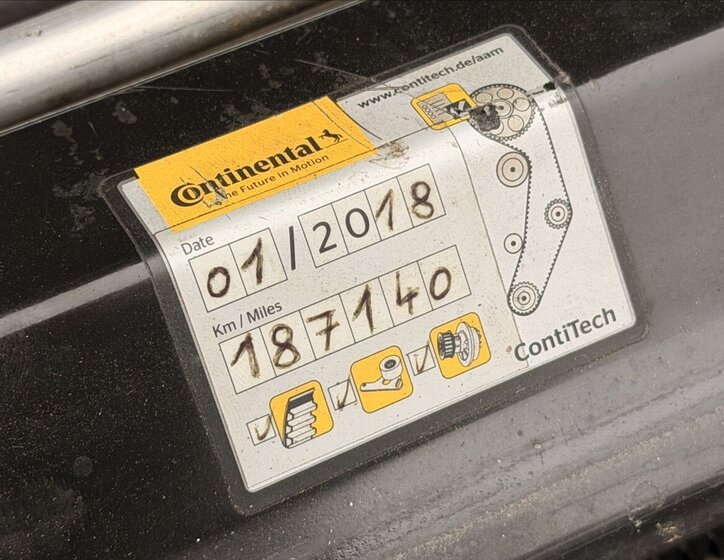 www.contitech.de/aam
Continental
The Future in Motion
Date
01/2018
Km / Miles
187140
ContiTech